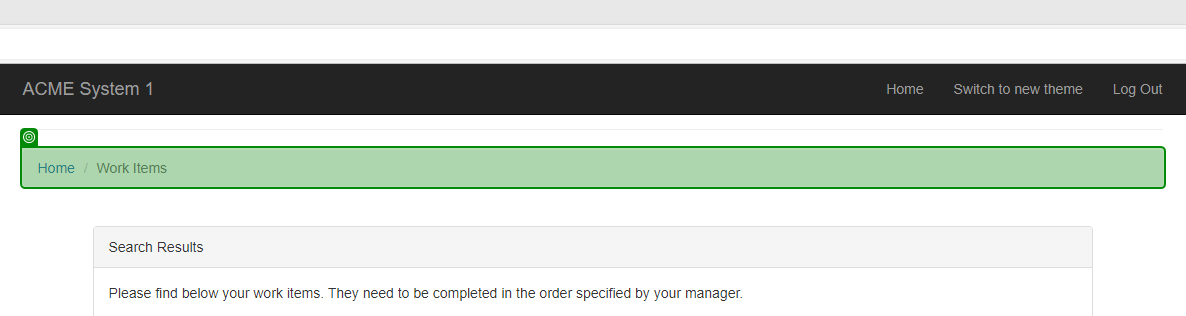 ACME System 1 Home Switch to new theme Log Out
Home / Work Items
Search Results
Please find below your work items. They need to be completed in the order specified by your manager.